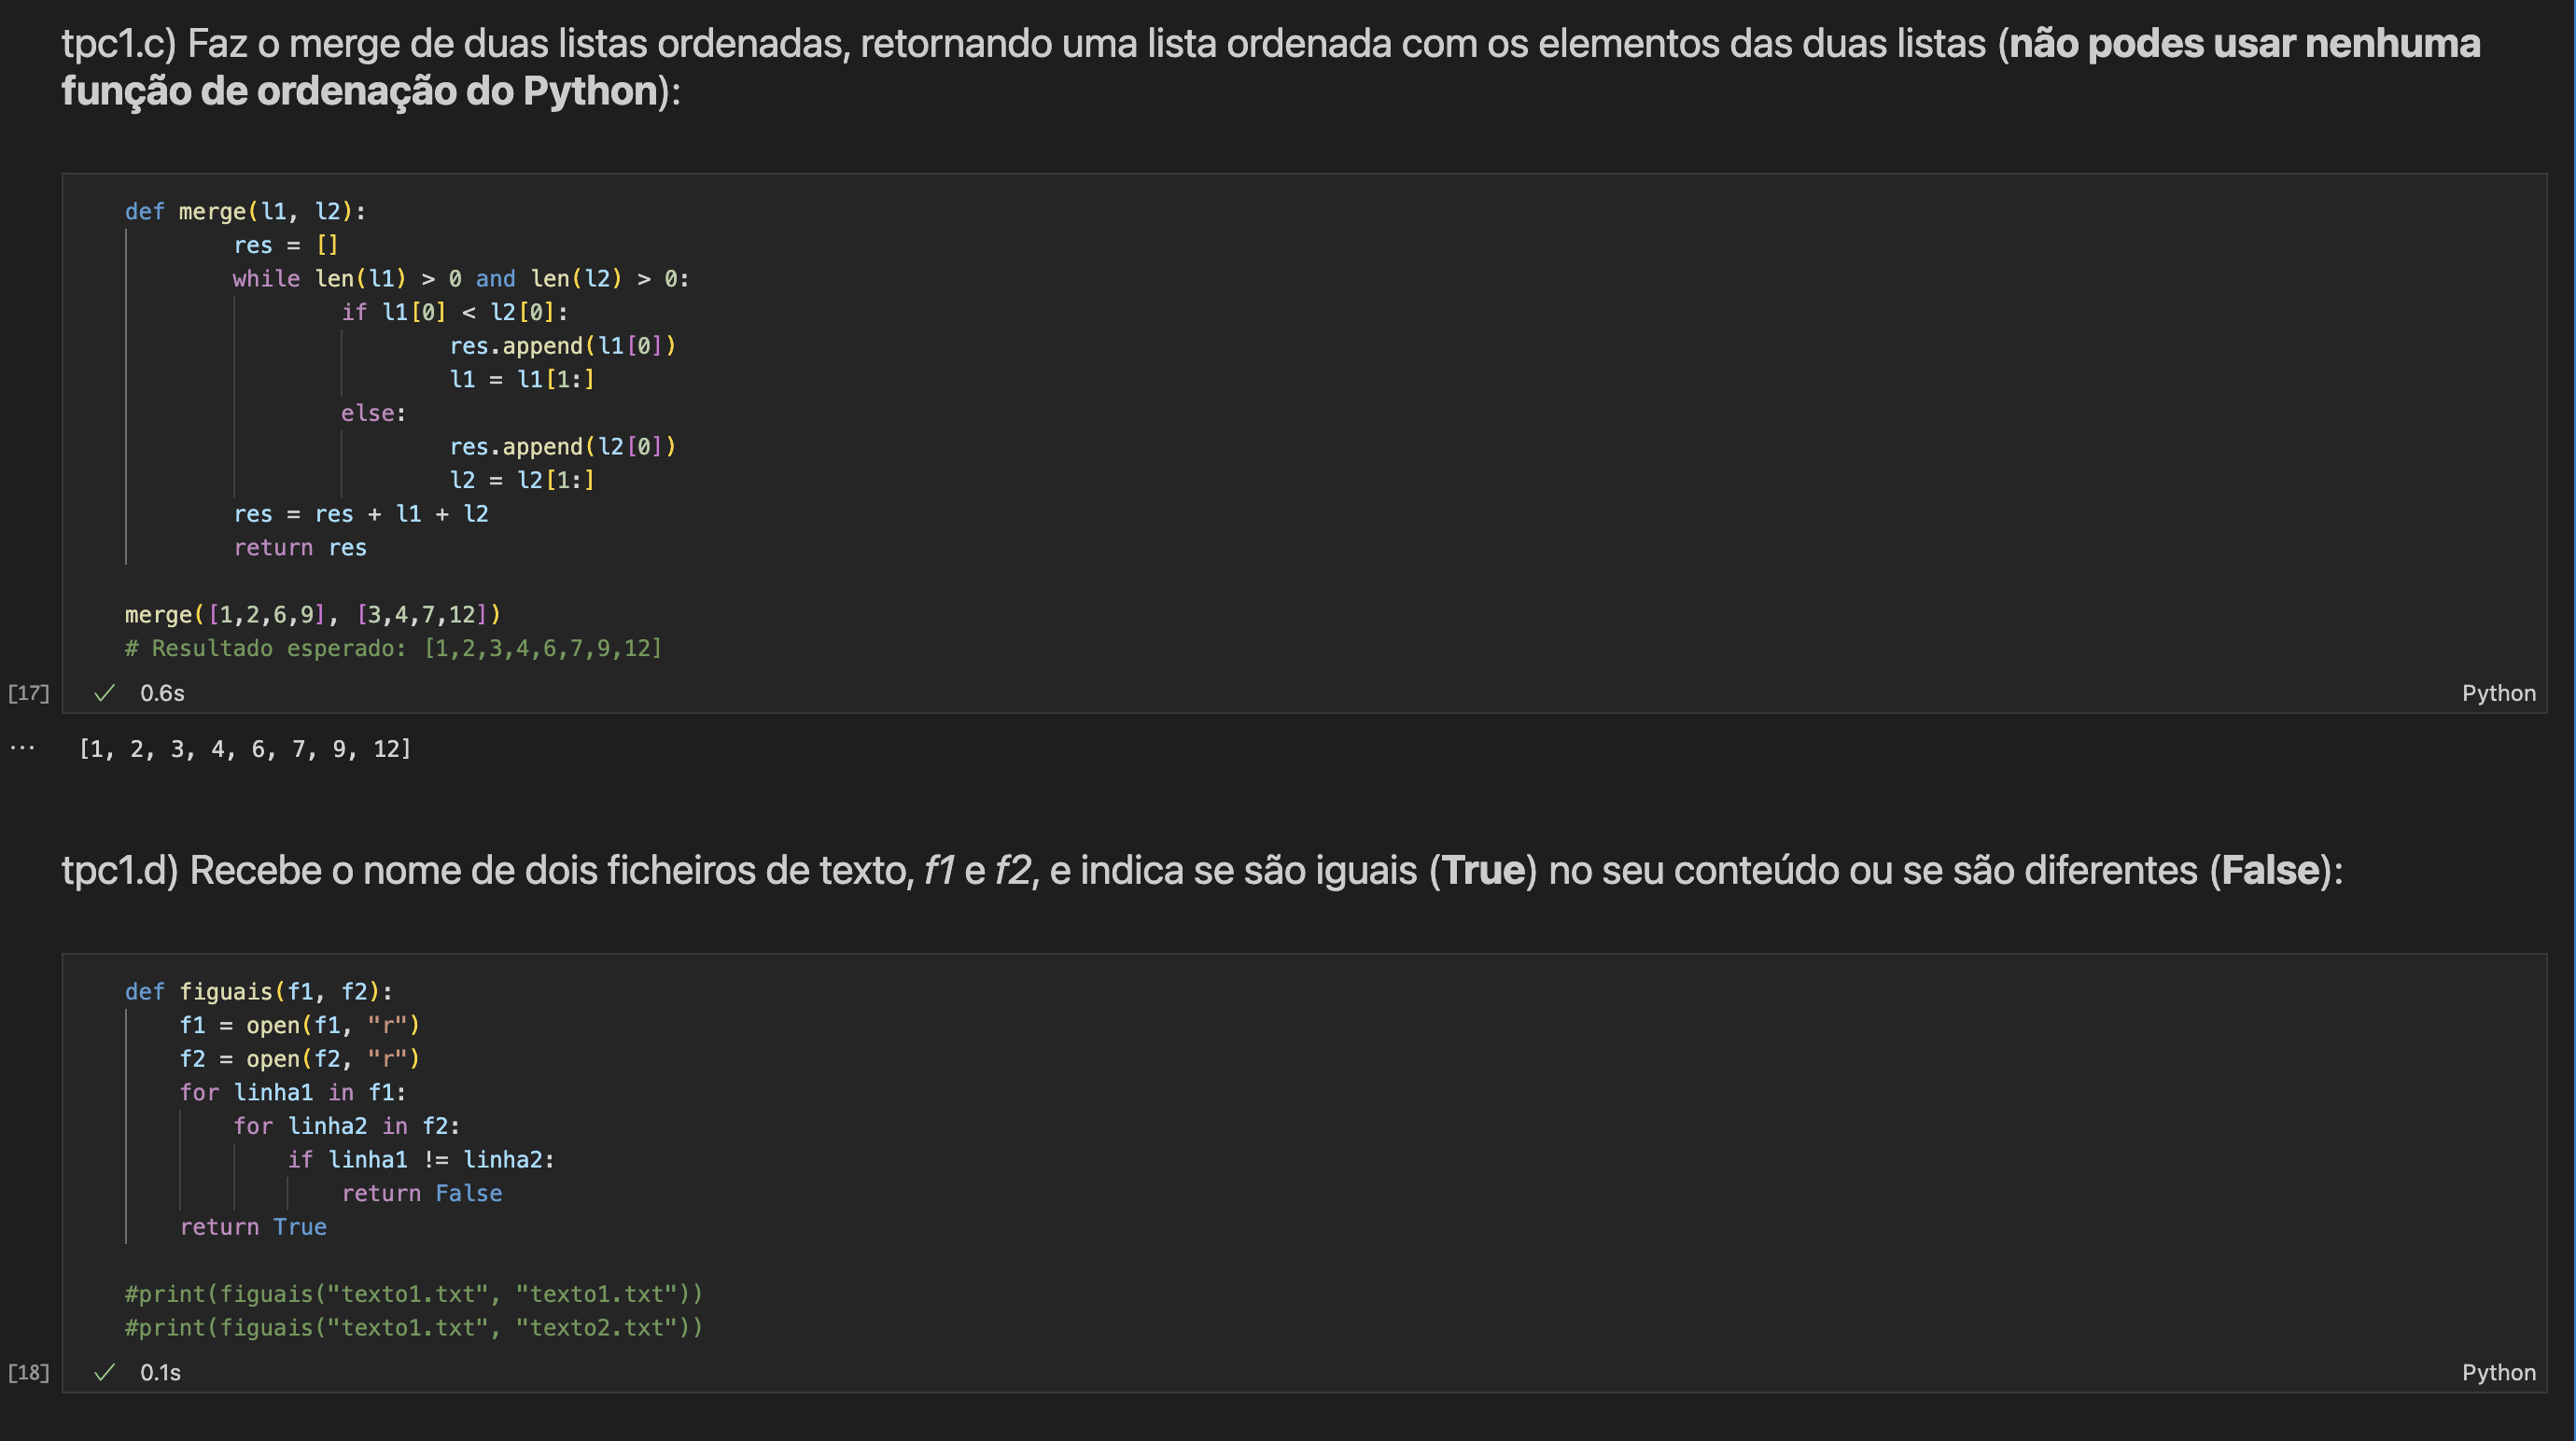 tpc1.c) Faz o merge de duas listas ordenadas, retornando uma lista ordenada com os elementos das duas listas (não podes usar nenhuma
função de ordenação do Python):
def merge(l1, l2):
        res = []
        while len(l1) > 0 and len(l2) > 0:
                if l1[0] < l2[0]:
                        res.append(l1[0])
                        l1 = l1[1:]
                else:
                        res.append(l2[0])
                        l2 = l2[1:]
        res = res + l1 + l2
        return res
merge([1,2,6,9], [3,4,7,12])
# Resultado esperado: [1,2,3,4,6,7,9,12]
[17] ✓ 0.6s Python
... [1, 2, 3, 4, 6, 7, 9, 12]
tpc1.d) Recebe o nome de dois ficheiros de texto, f1 e f2, e indica se são iguais (True) no seu conteúdo ou se são diferentes (False):
def figuais(f1, f2):
    f1 = open(f1, "r")
    f2 = open(f2, "r")
    for linha1 in f1:
        for linha2 in f2:
            if linha1 != linha2:
                return False
    return True
#print(figuais("texto1.txt", "texto1.txt"))
#print(figuais("texto1.txt", "texto2.txt"))
[18] ✓ 0.1s Python